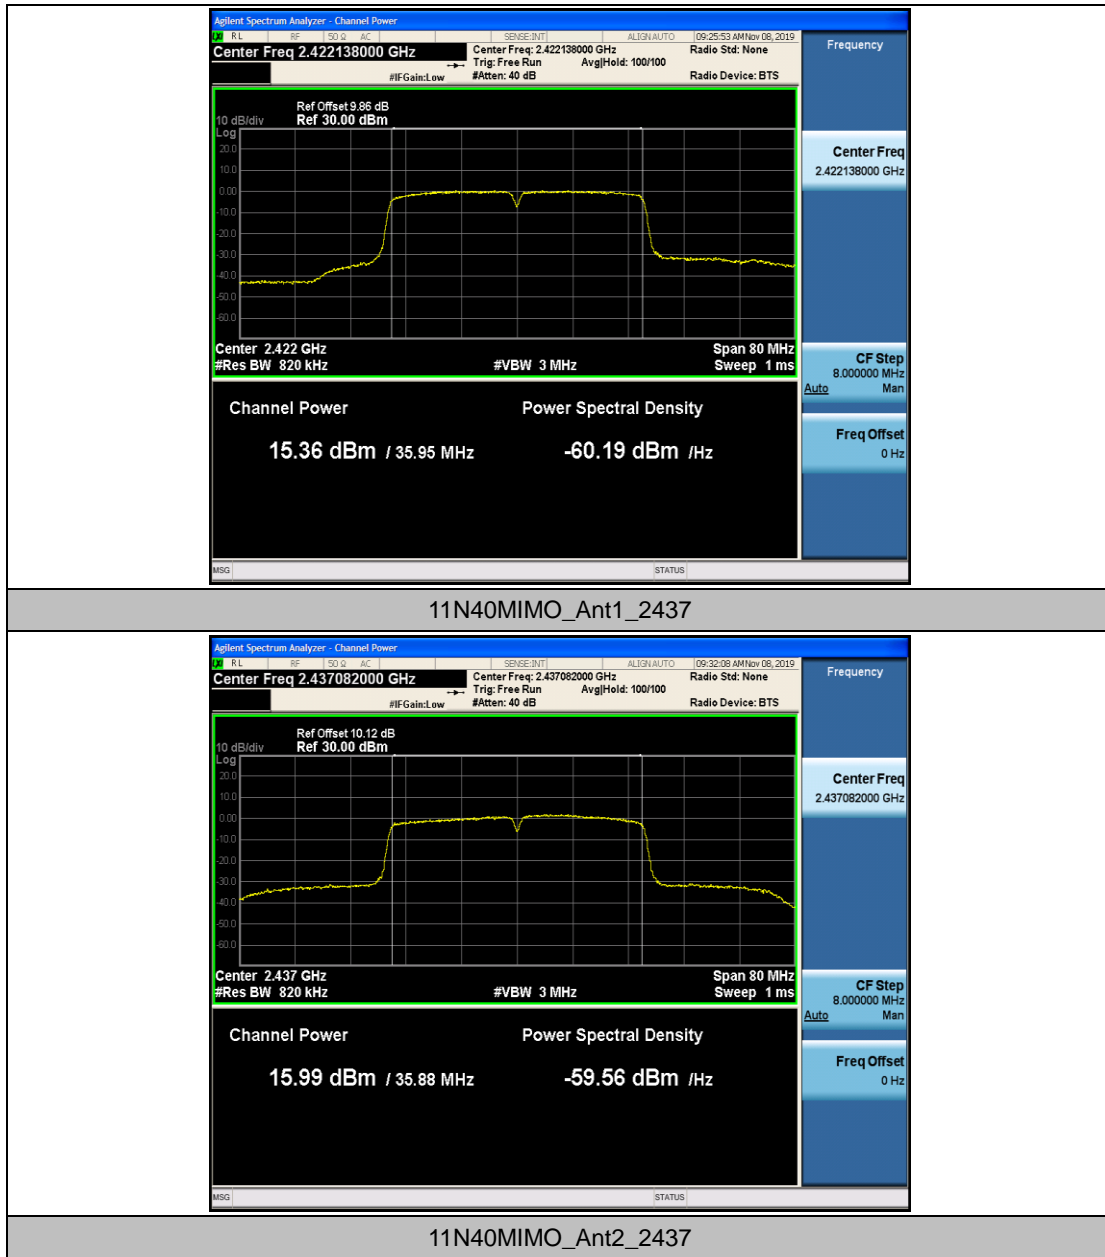 Agilent Spectrum Analyzer - Channel Power
RL RF 50 Ω AC SENSE:INT ALIGN AUTO 09:25:53 AM Nov 08, 2019
Center Freq 2.422138000 GHz Center Freq: 2.422138000 GHz Radio Std: None Frequency
Trig: Free Run Avg|Hold: 100/100
#IFGain:Low #Atten: 40 dB Radio Device: BTS
Ref Offset 9.86 dB
10 dB/div Ref 30.00 dBm
Log
20.0
10.0
0.00
-10.0
-20.0
-30.0
-40.0
-50.0
-60.0
Center Freq
2.422138000 GHz
Center 2.422 GHz Span 80 MHz
#Res BW 820 kHz #VBW 3 MHz Sweep 1 ms
CF Step
8.000000 MHz
Auto Man
Channel Power Power Spectral Density
15.36 dBm / 35.95 MHz -60.19 dBm /Hz
Freq Offset
0 Hz
MSG STATUS
11N40MIMO_Ant1_2437
Agilent Spectrum Analyzer - Channel Power
RL RF 50 Ω AC SENSE:INT ALIGN AUTO 09:32:08 AM Nov 08, 2019
Center Freq 2.437082000 GHz Center Freq: 2.437082000 GHz Radio Std: None Frequency
Trig: Free Run Avg|Hold: 100/100
#IFGain:Low #Atten: 40 dB Radio Device: BTS
Ref Offset 10.12 dB
10 dB/div Ref 30.00 dBm
Log
20.0
10.0
0.00
-10.0
-20.0
-30.0
-40.0
-50.0
-60.0
Center Freq
2.437082000 GHz
Center 2.437 GHz Span 80 MHz
#Res BW 820 kHz #VBW 3 MHz Sweep 1 ms
CF Step
8.000000 MHz
Auto Man
Channel Power Power Spectral Density
15.99 dBm / 35.88 MHz -59.56 dBm /Hz
Freq Offset
0 Hz
MSG STATUS
11N40MIMO_Ant2_2437